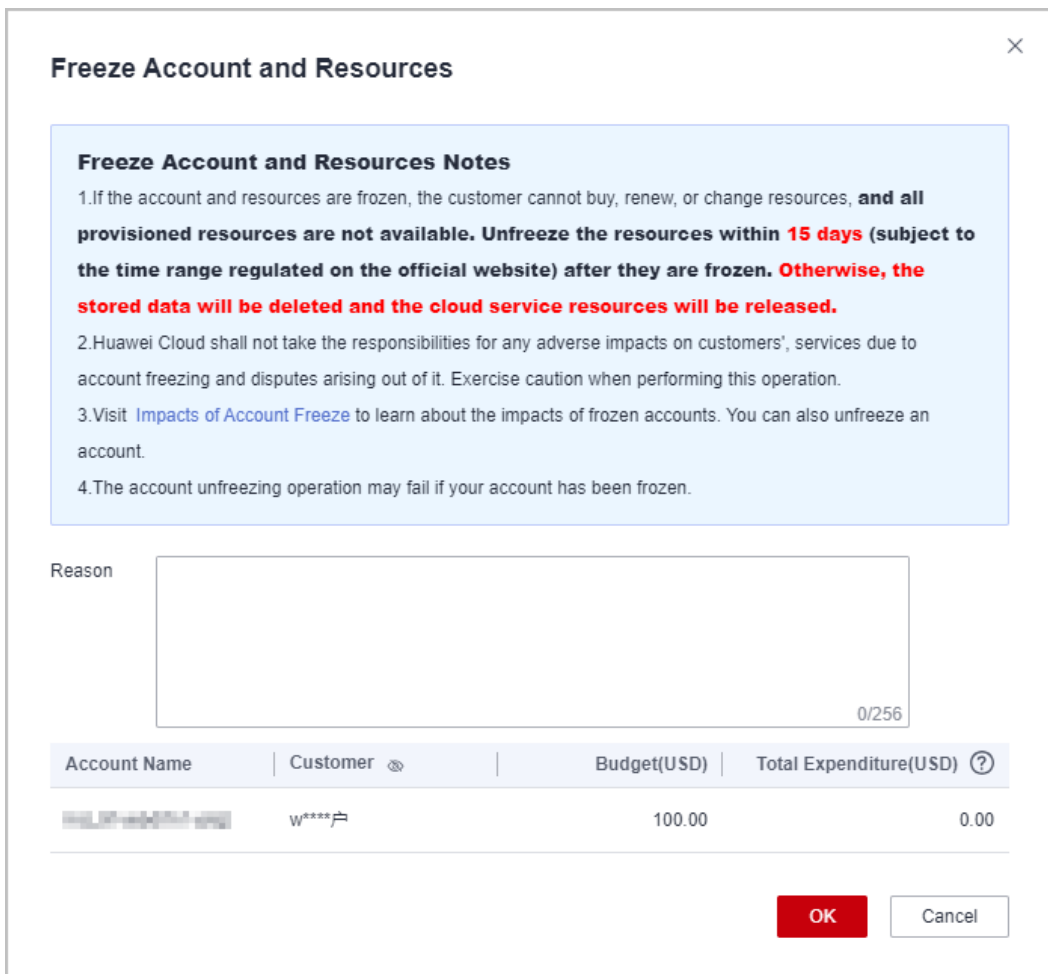 Freeze Account and Resources
Freeze Account and Resources Notes
1.If the account and resources are frozen, the customer cannot buy, renew, or change resources, and all
provisioned resources are not available. Unfreeze the resources within 15 days (subject to
the time range regulated on the official website) after they are frozen. Otherwise, the
stored data will be deleted and the cloud service resources will be released.
2.Huawei Cloud shall not take the responsibilities for any adverse impacts on customers', services due to
account freezing and disputes arising out of it. Exercise caution when performing this operation.
3.Visit Impacts of Account Freeze to learn about the impacts of frozen accounts. You can also unfreeze an
account.
4.The account unfreezing operation may fail if your account has been frozen.
Reason
0/256
Account Name Customer Budget(USD) Total Expenditure(USD) ?
w****户 100.00 0.00
OK Cancel